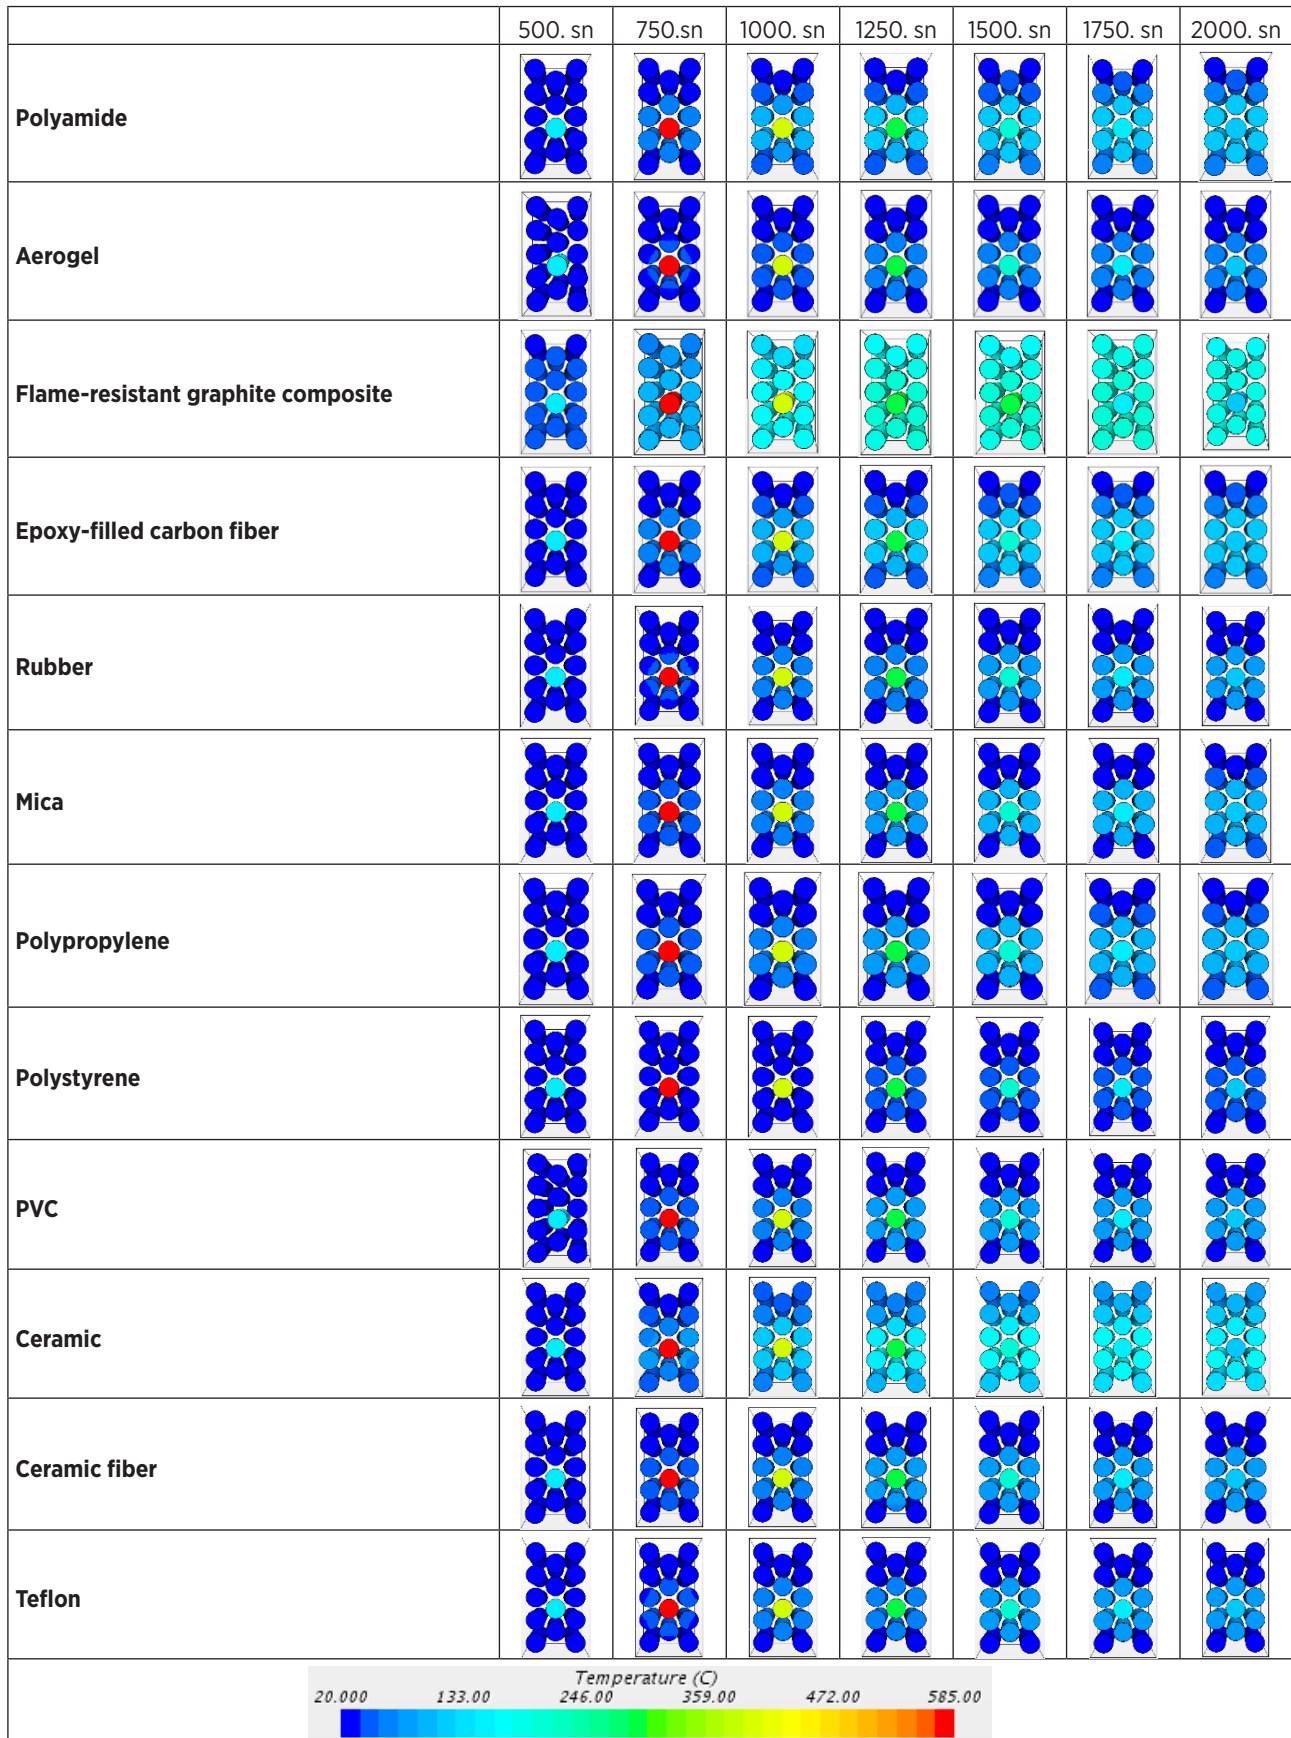 500. sn 750.sn 1000. sn 1250. sn 1500. sn 1750. sn 2000. sn
Polyamide
Aerogel
Flame-resistant graphite composite
Epoxy-filled carbon fiber
Rubber
Mica
Polypropylene
Polystyrene
PVC
Ceramic
Ceramic fiber
Teflon
Temperature (C)
20.000 133.00 246.00 359.00 472.00 585.00